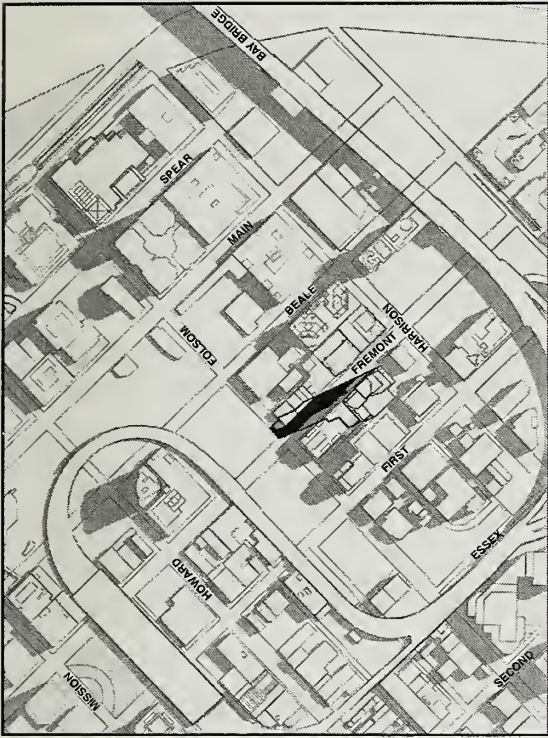 BAY BRIDGE
SPEAR
MAIN
BEALE
FOLSOM
FREMONT
HARRISON
FIRST
ESSEX
HOWARD
MISSION
SECOND